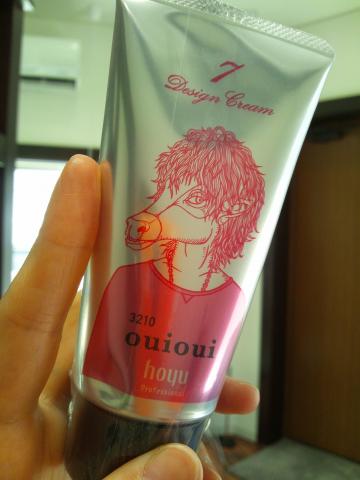 7
Design Cream
3210
ouioui
hoyu
Professional